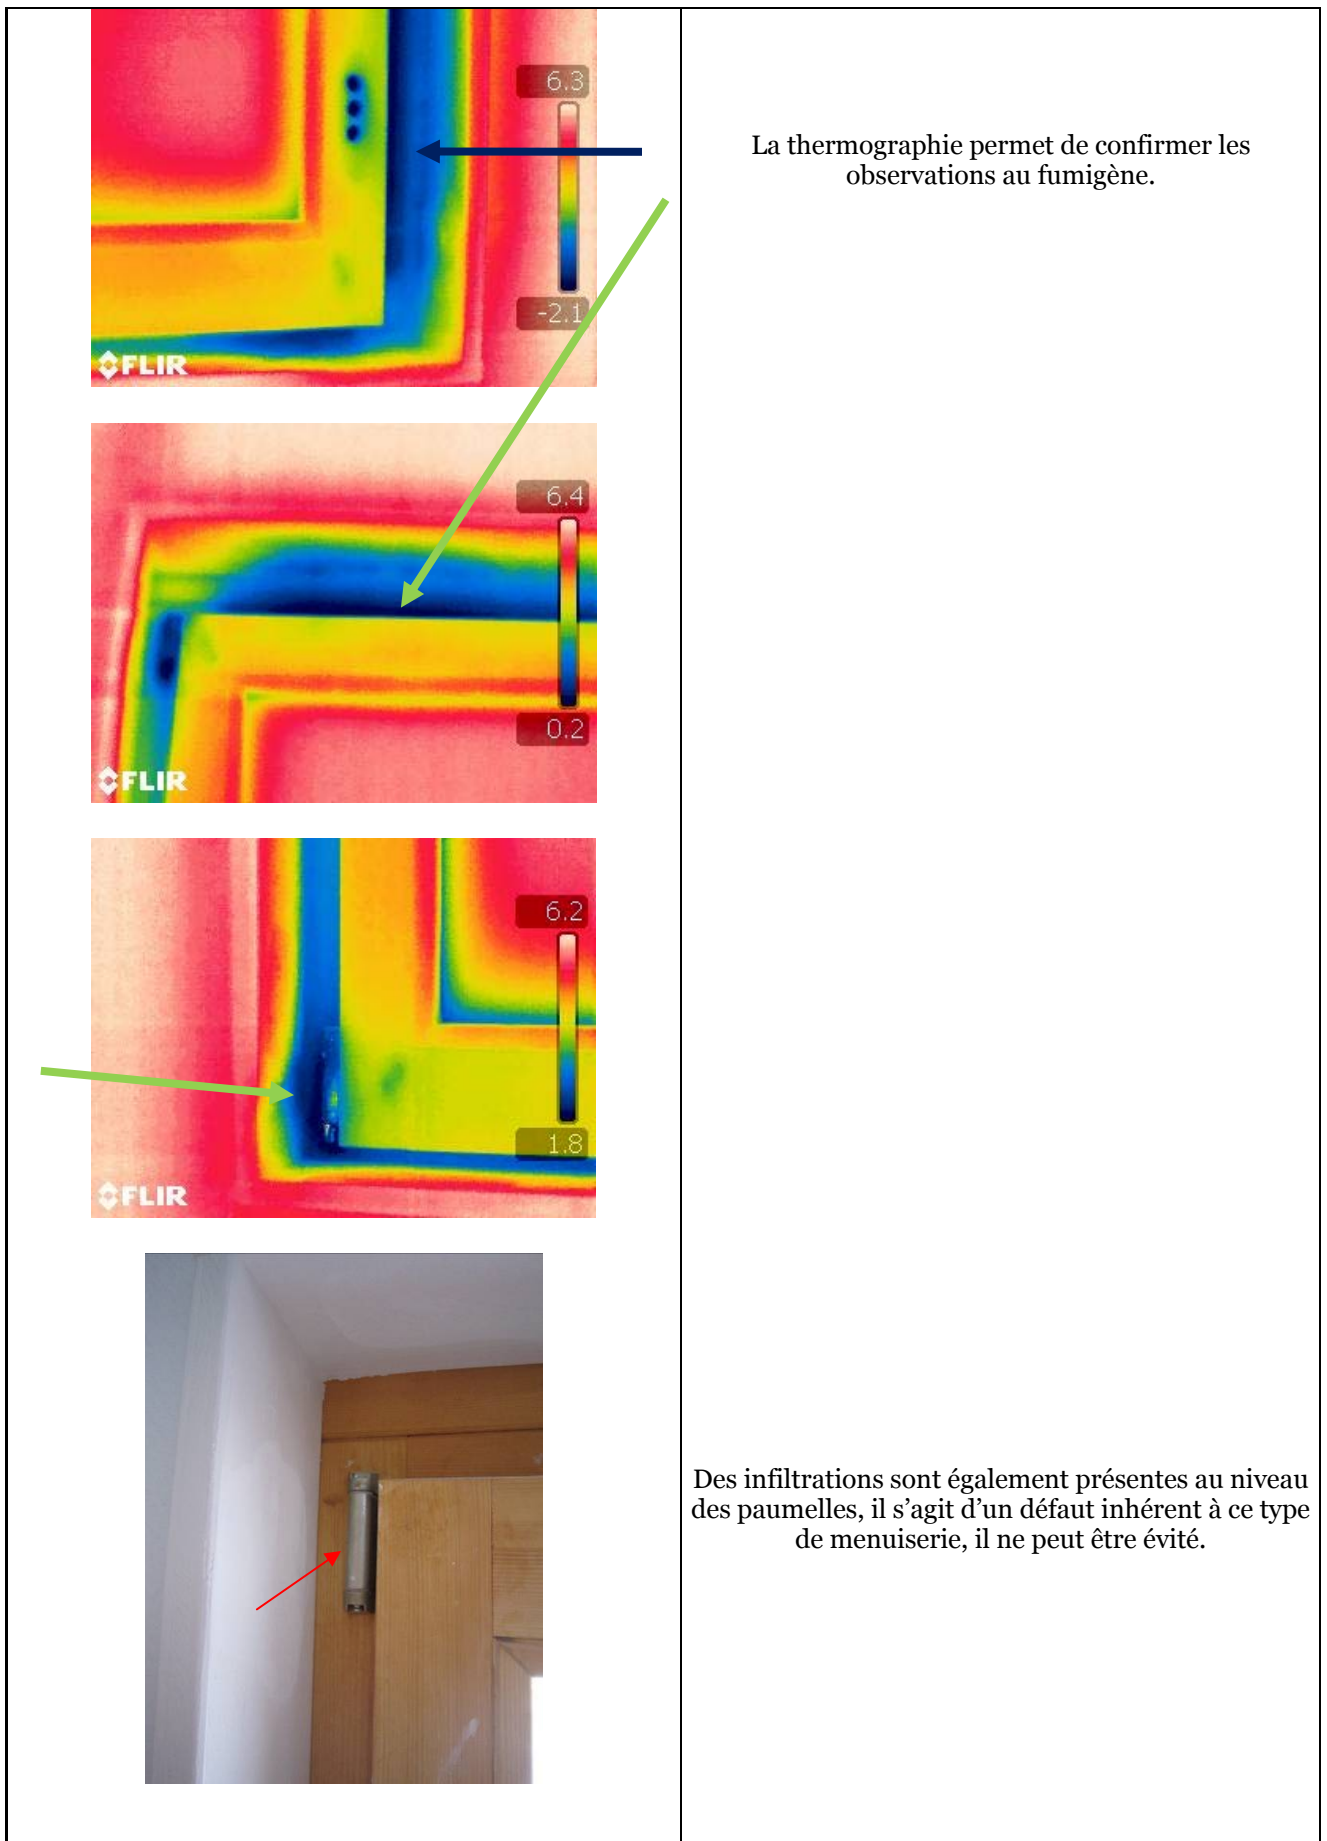 6.3
La thermographie permet de confirmer les
observations au fumigène.
-2.1
FLIR
6.4
0.2
FLIR
6.2
1.8
FLIR
Des infiltrations sont également présentes au niveau
des paumelles, il s’agit d’un défaut inhérent à ce type
de menuiserie, il ne peut être évité.